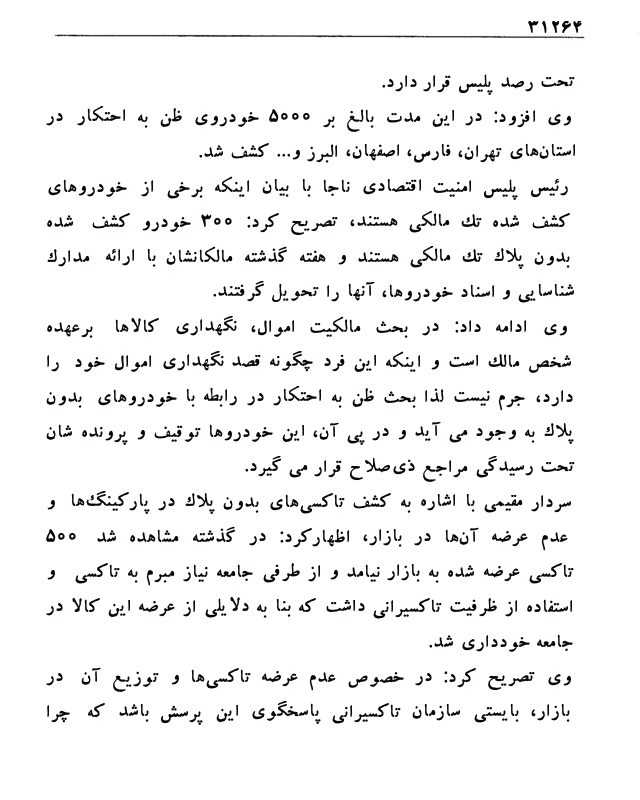 ۳۱۲۶۴
تحت رصد پلیس قرار دارد.
وی افزود: در این مدت بالغ بر ۵۰۰۰ خودروی ظن به احتکار در
استان‌های تهران، فارس، اصفهان، البرز و... کشف شد.
رئیس پلیس امنیت اقتصادی ناجا با بیان اینکه برخی از خودروهای
کشف شده تك مالکی هستند، تصریح کرد: ۳۰۰ خودرو کشف شده
بدون پلاك تك مالکی هستند و هفته گذشته مالکانشان با ارائه مدارك
شناسایی و اسناد خودروها، آنها را تحویل گرفتند.
وی ادامه داد: در بحث مالکیت اموال، نگهداری کالاها برعهده
شخص مالك است و اینکه این فرد چگونه قصد نگهداری اموال خود را
دارد، جرم نیست لذا بحث ظن به احتکار در رابطه با خودروهای بدون
پلاك به وجود می آید و در پی آن، این خودروها توقیف و پرونده شان
تحت رسیدگی مراجع ذی‌صلاح قرار می گیرد.
سردار مقیمی با اشاره به کشف تاکسی‌های بدون پلاك در پارکینگ‌ها و
عدم عرضه آن‌ها در بازار، اظهارکرد: در گذشته مشاهده شد ۵۰۰
تاکسی عرضه شده به بازار نیامد و از طرفی جامعه نیاز مبرم به تاکسی و
استفاده از ظرفیت تاکسیرانی داشت که بنا به دلایلی از عرضه این کالا در
جامعه خودداری شد.
وی تصریح کرد: در خصوص عدم عرضه تاکسی‌ها و توزیع آن در
بازار، بایستی سازمان تاکسیرانی پاسخگوی این پرسش باشد که چرا